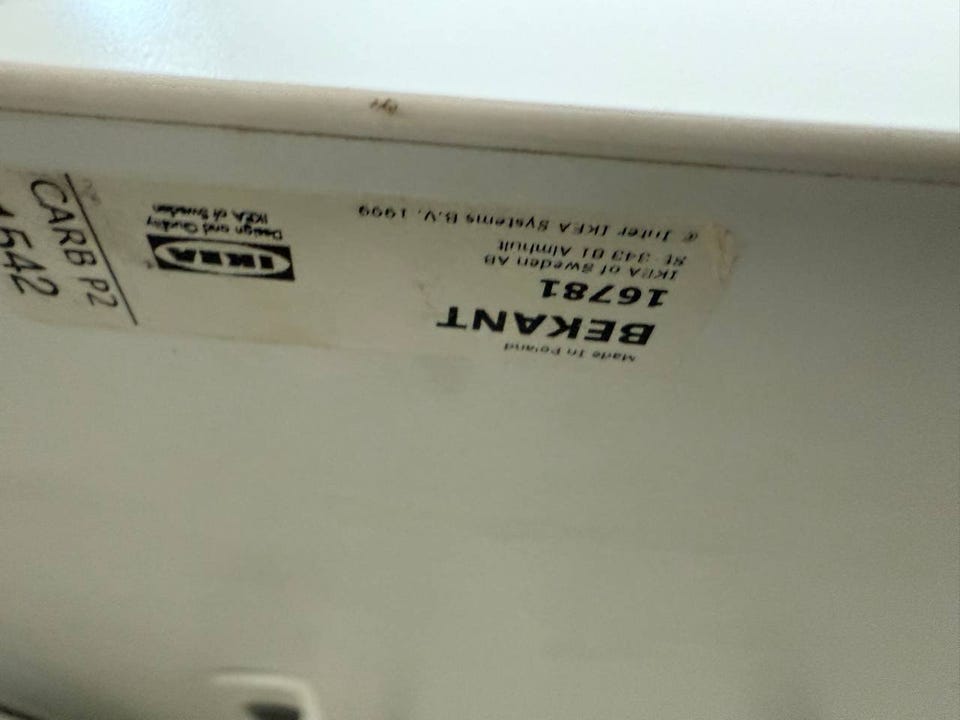 Made In Poland
BEKANT
16781
IKEA of Sweden AB
SE 343 81 Älmhult
© Inter IKEA Systems B.V. 1999
IKEA
Design and Quality
IKEA of Sweden
CARB P2
1542